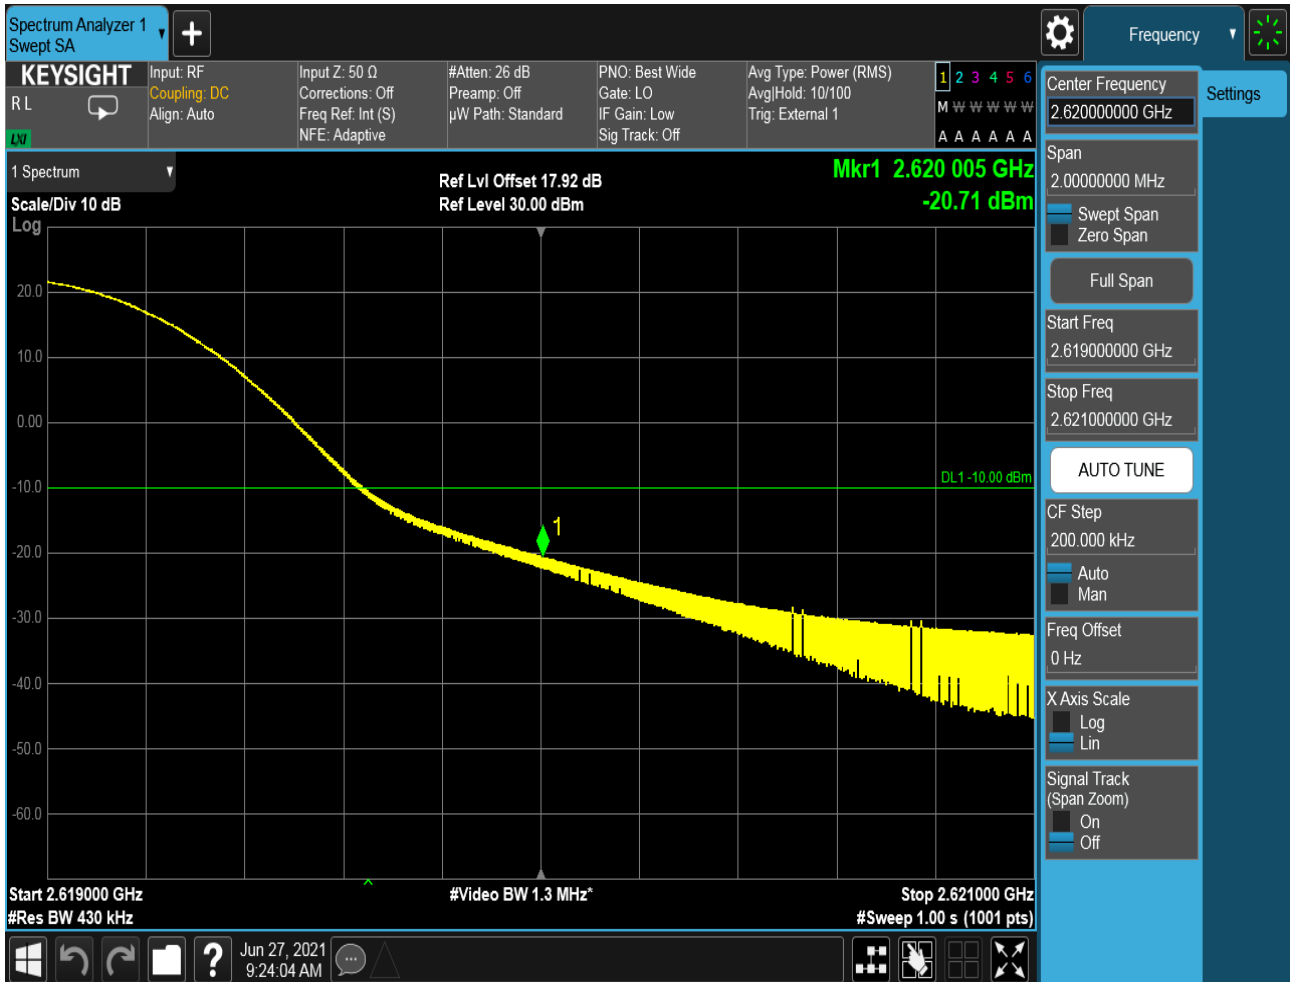 Spectrum Analyzer 1
Swept SA
Frequency
KEYSIGHT
R L
LXI
Input: RF
Coupling: DC
Align: Auto
Input Z: 50 Ω
Corrections: Off
Freq Ref: Int (S)
NFE: Adaptive
#Atten: 26 dB
Preamp: Off
µW Path: Standard
PNO: Best Wide
Gate: LO
IF Gain: Low
Sig Track: Off
Avg Type: Power (RMS)
Avg|Hold: 10/100
Trig: External 1
1 2 3 4 5 6
M W W W W W
A A A A A A
1 Spectrum
Scale/Div 10 dB
Log
Ref Lvl Offset 17.92 dB
Ref Level 30.00 dBm
Mkr1 2.620 005 GHz
-20.71 dBm
20.0
10.0
0.00
-10.0
-20.0
-30.0
-40.0
-50.0
-60.0
DL1 -10.00 dBm
1
Start 2.619000 GHz
#Res BW 430 kHz
#Video BW 1.3 MHz*
Stop 2.621000 GHz
#Sweep 1.00 s (1001 pts)
Jun 27, 2021
9:24:04 AM
Settings
Center Frequency
2.620000000 GHz
Span
2.00000000 MHz
Swept Span
Zero Span
Full Span
Start Freq
2.619000000 GHz
Stop Freq
2.621000000 GHz
AUTO TUNE
CF Step
200.000 kHz
Auto
Man
Freq Offset
0 Hz
X Axis Scale
Log
Lin
Signal Track
(Span Zoom)
On
Off